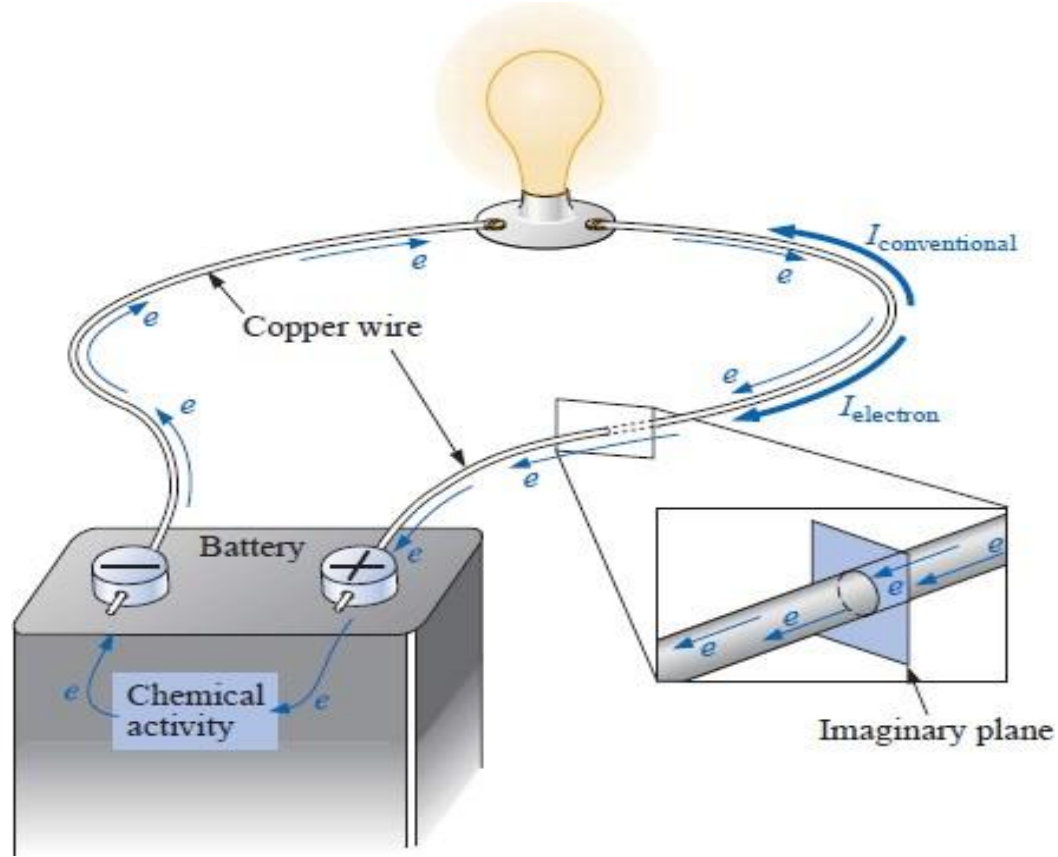 I conventional
e
e
e
Copper wire
e
e
I electron
e
e
Battery
e
−
+
e
e
e
e
e
Chemical
activity
e
Imaginary plane